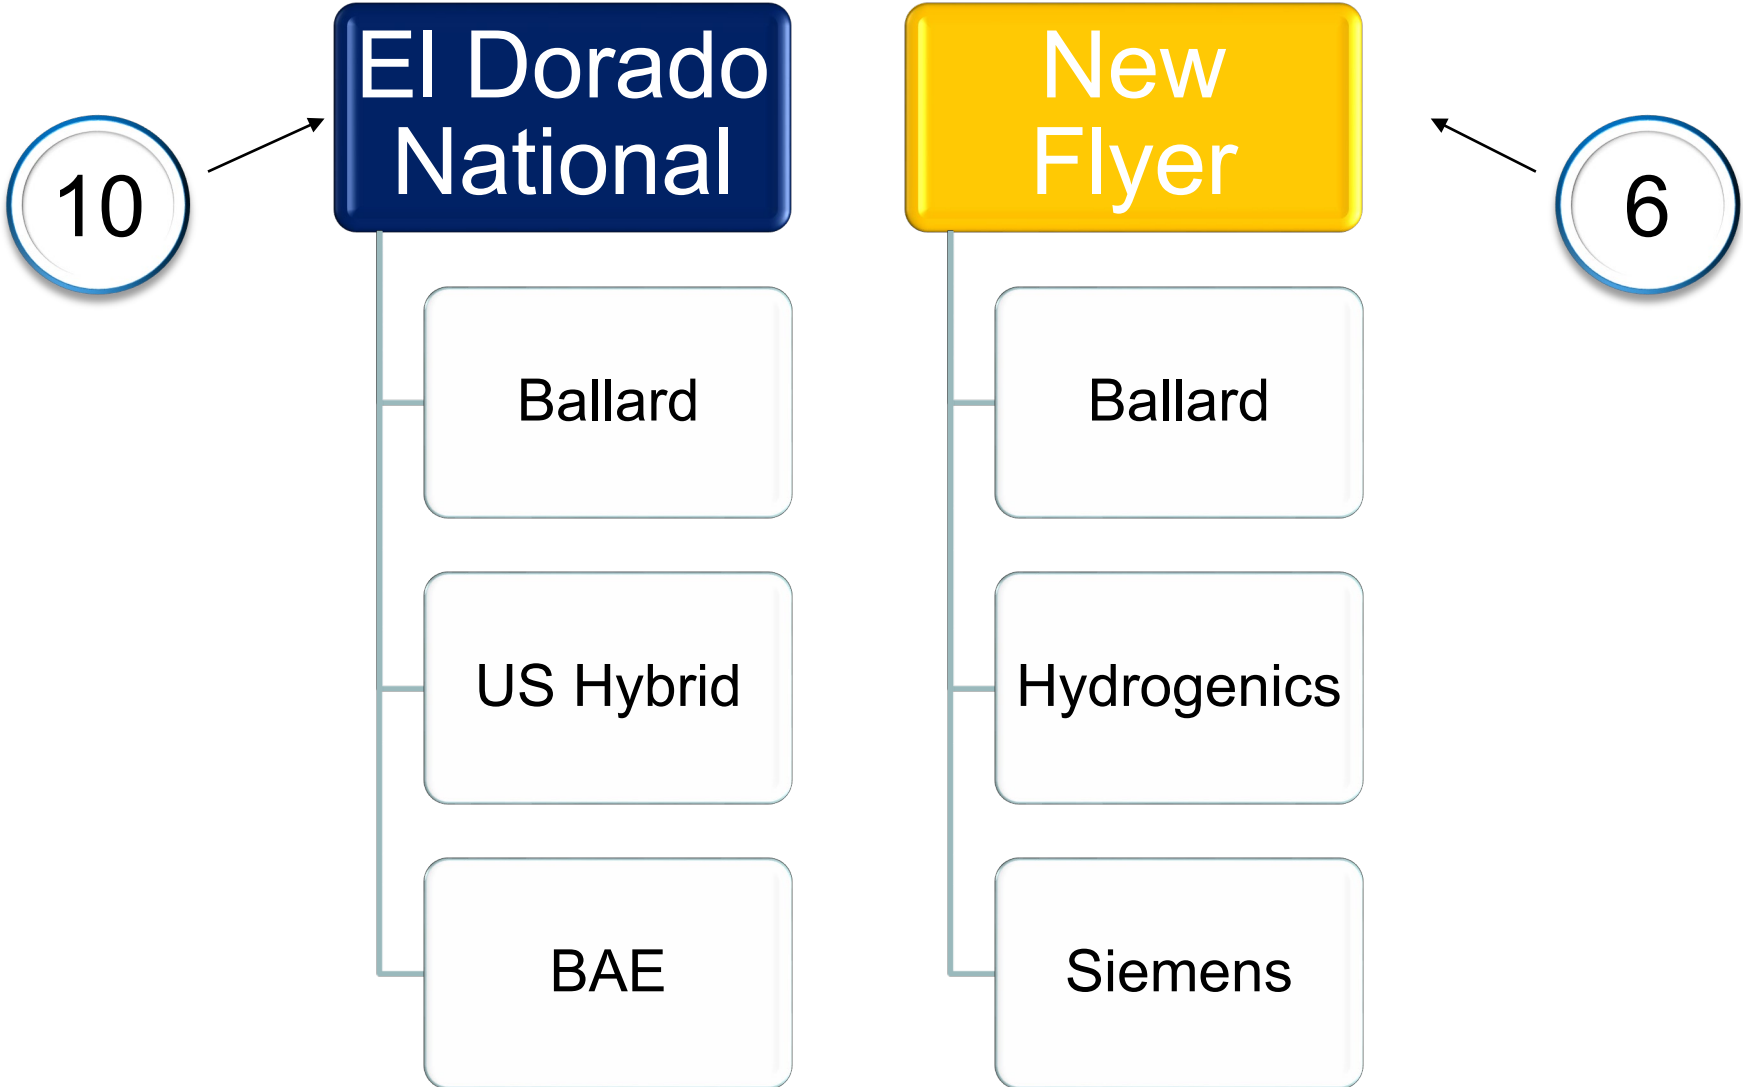 El Dorado
National
New
Flyer
10
6
Ballard
Ballard
US Hybrid
Hydrogenics
BAE
Siemens